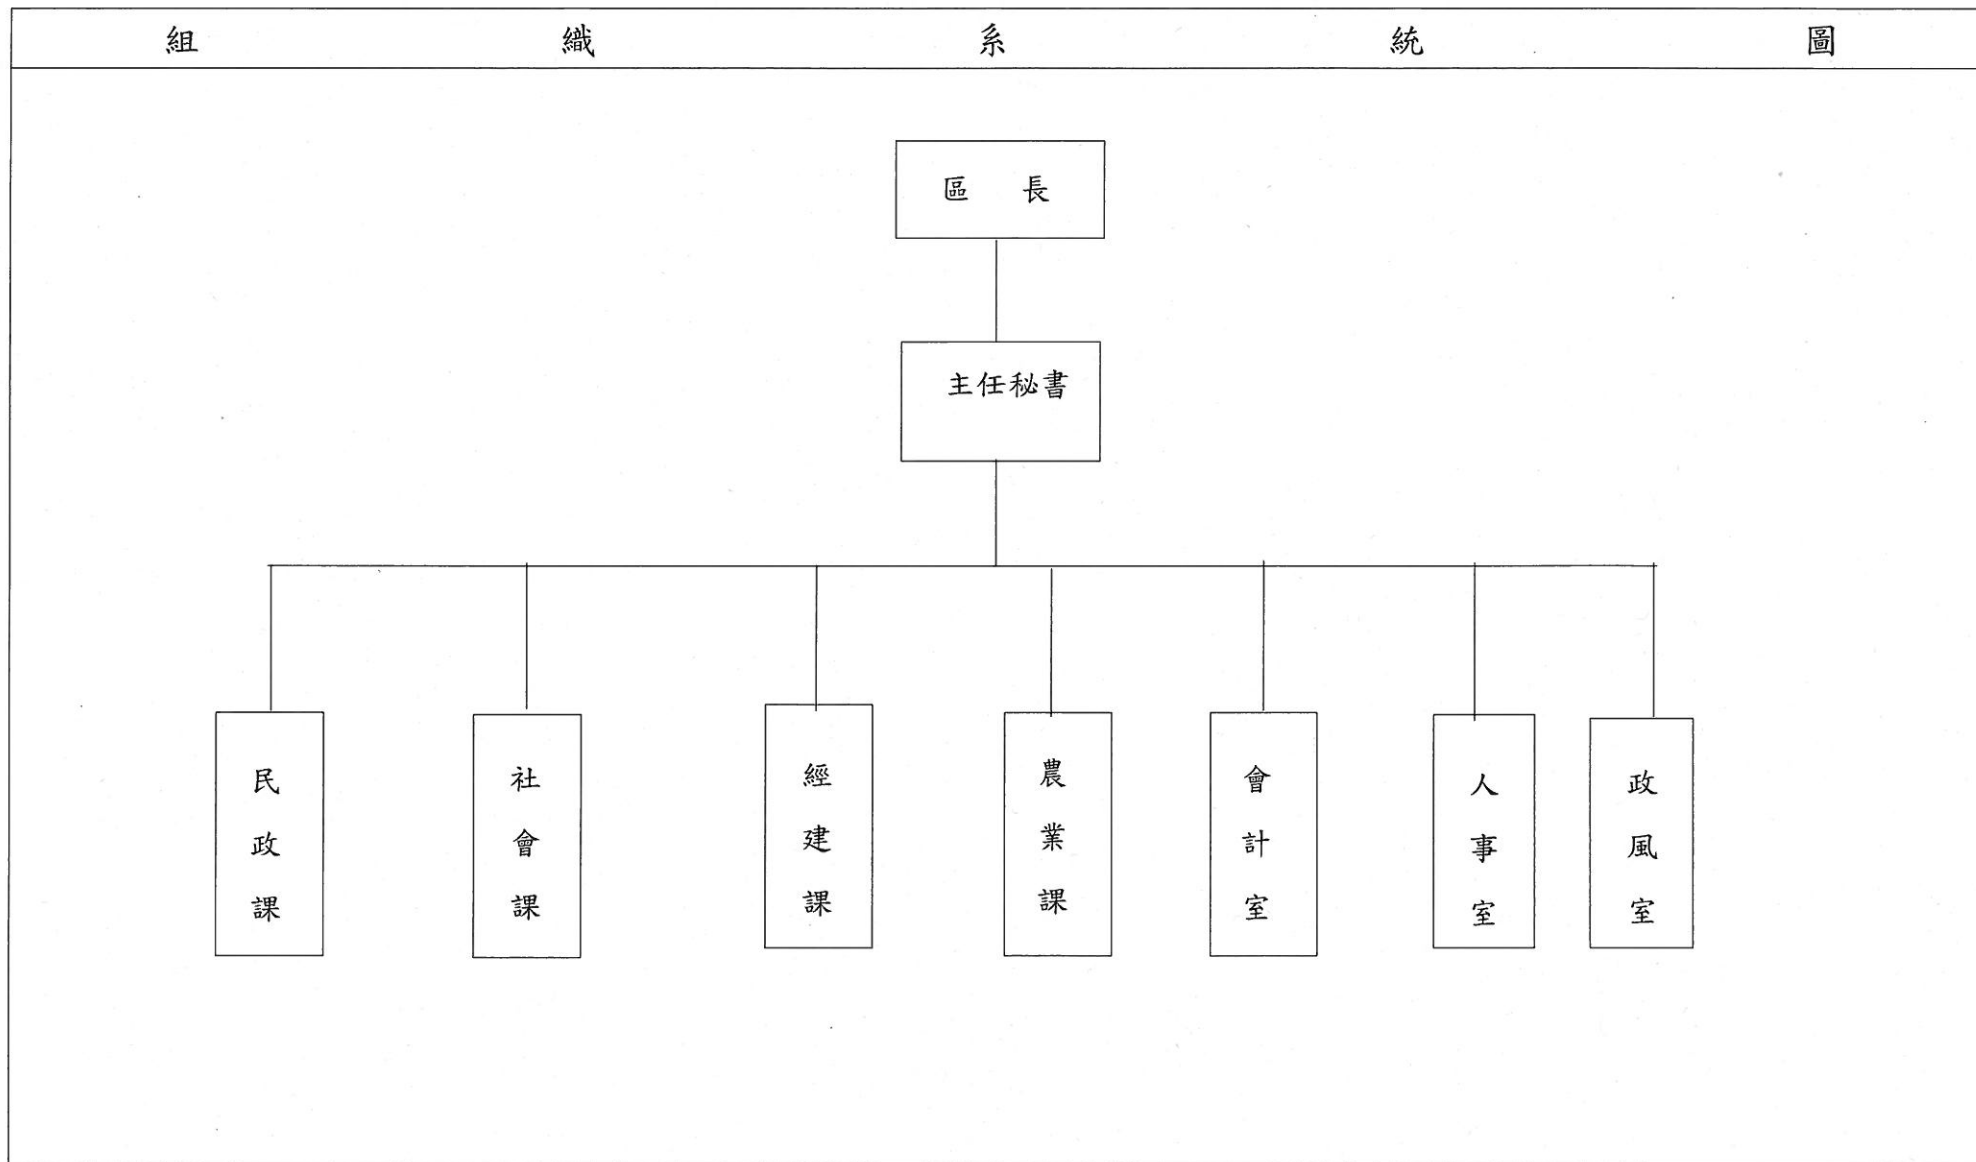 組織系統圖
區長
主任秘書
民政課
社會課
經建課
農業課
會計室
人事室
政風室